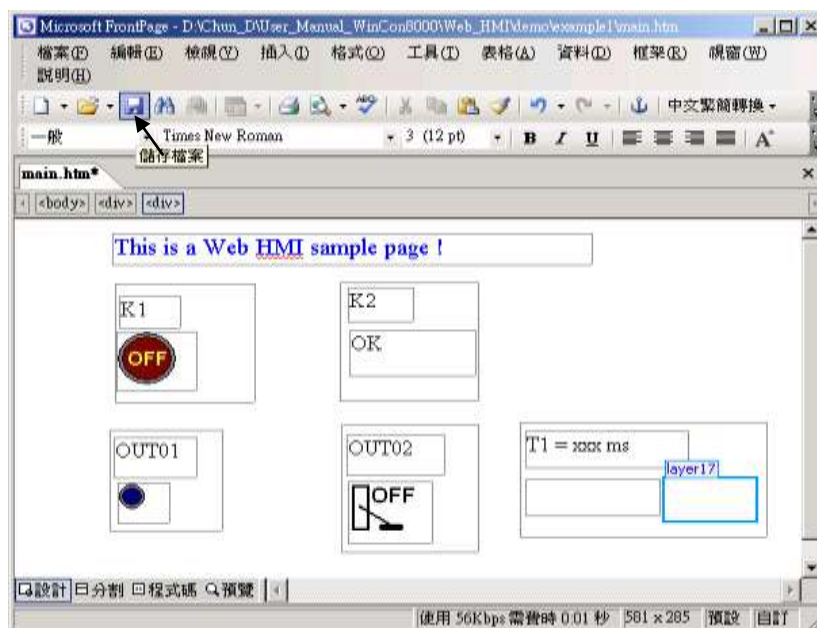 Microsoft FrontPage - D:\Chun_D\User_Manual_WinCon8000\Web_HMI\demo\example1\main.htm
檔案(F) 編輯(E) 檢視(V) 插入(I) 格式(O) 工具(T) 表格(A) 資料(D) 框架(R) 視窗(W)
說明(H)
中文繁簡轉換
一般 Times New Roman 3 (12 pt) B I U A
儲存檔案
main.htm*
<body> <div> <div>
This is a Web HMI sample page !
K1
K2
OFF
OK
OUT01
OUT02
T1 = xxx ms
layer17
OFF
設計 分割 程式碼 預覽
使用 56Kbps 需費時 0:01 秒 581 x 285 預設 自訂